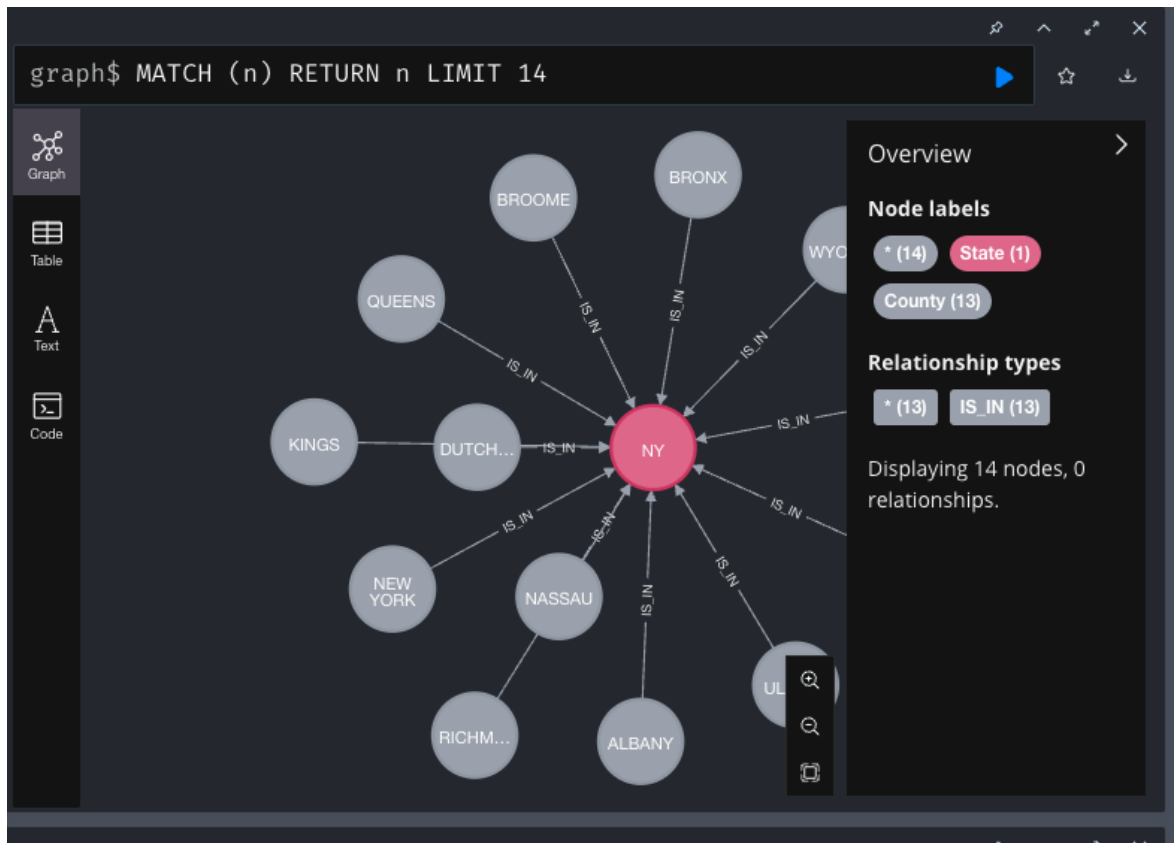 graph$ MATCH (n) RETURN n LIMIT 14
Graph
Table
Text
Code
BROOME
BRONX
WYO
QUEENS
KINGS
DUTCH...
NY
NEW
YORK
NASSAU
RICHM...
ALBANY
UL
IS_IN
IS_IN
IS_IN
IS_IN
IS_IN
IS_IN
IS_IN
IS_IN
IS_IN
IS_IN
IS_IN
Overview
Node labels
* (14)
State (1)
County (13)
Relationship types
* (13)
IS_IN (13)
Displaying 14 nodes, 0
relationships.